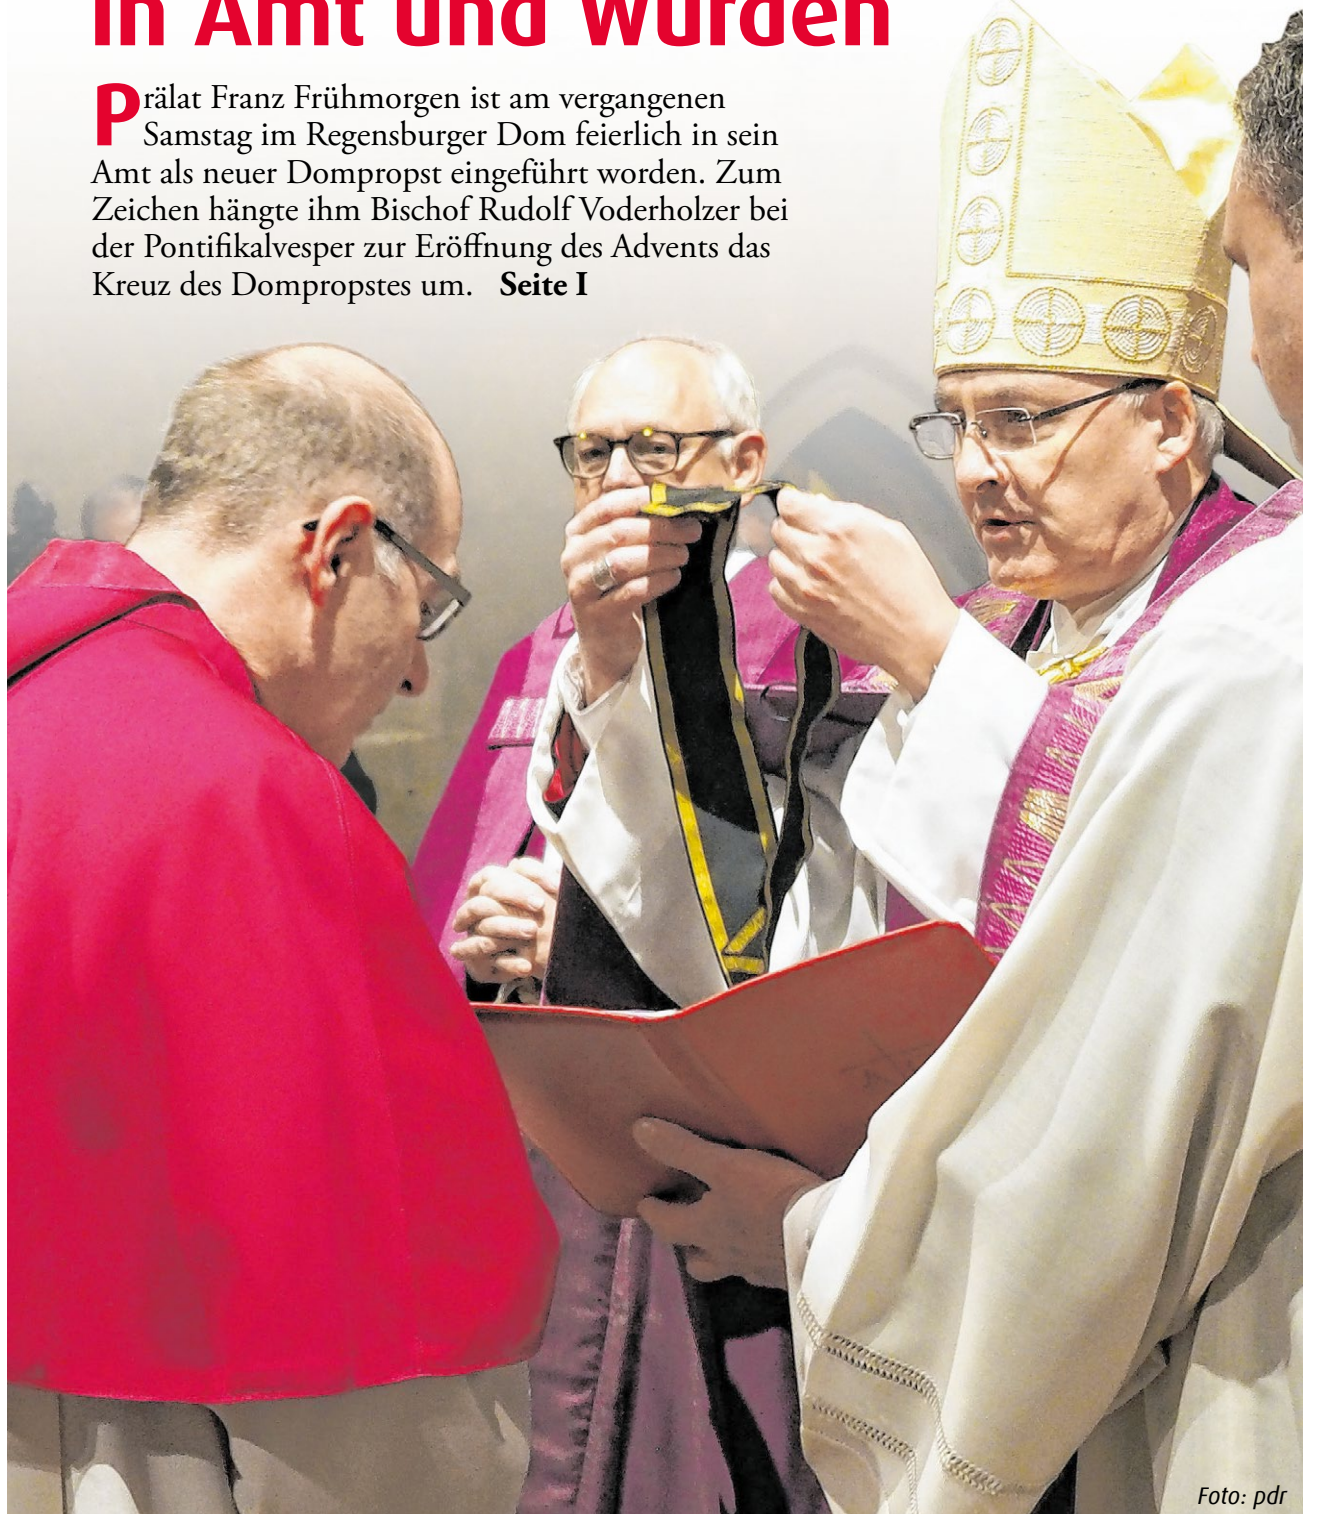 In Amt und Würden
Prälat Franz Frühmorgen ist am vergangenen
Samstag im Regensburger Dom feierlich in sein
Amt als neuer Dompropst eingeführt worden. Zum
Zeichen hängte ihm Bischof Rudolf Voderholzer bei
der Pontifikalvesper zur Eröffnung des Advents das
Kreuz des Dompropstes um. Seite I
Foto: pdr